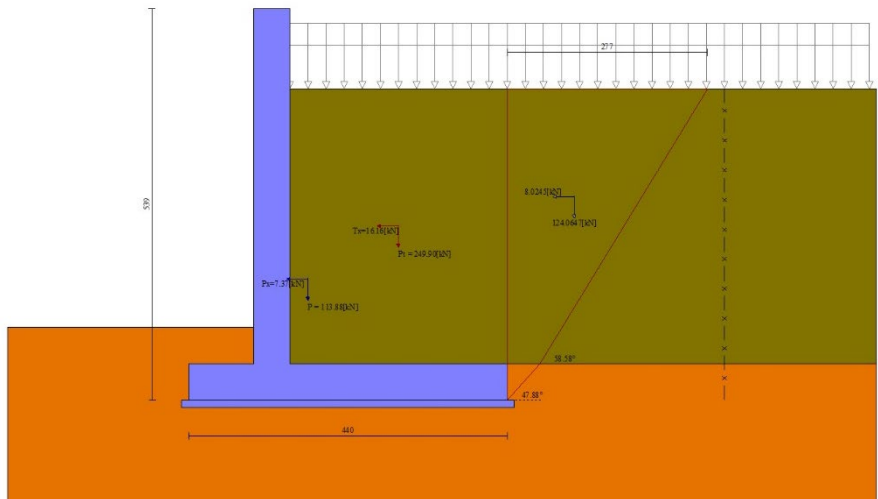 277
539
8.0245[kN]
124.0647[kN]
Tx=16.18[kN]
Pt = 249.90[kN]
Px=7.37[kN]
P = 113.88[kN]
58.58°
47.88°
440